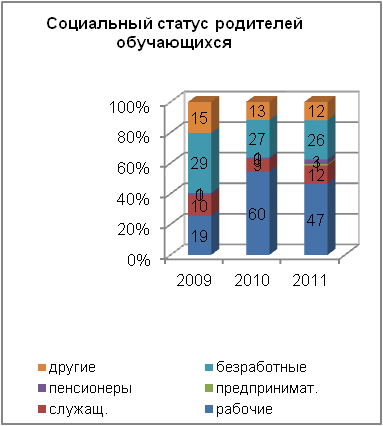 Социальный статус родителей
обучающихся
100%
80%
60%
40%
20%
0%
15
29
10
19
13
27
9
60
12
26
3
12
47
2009
2010
2011
другие
безработные
пенсионеры
предпринимат.
служащ.
рабочие